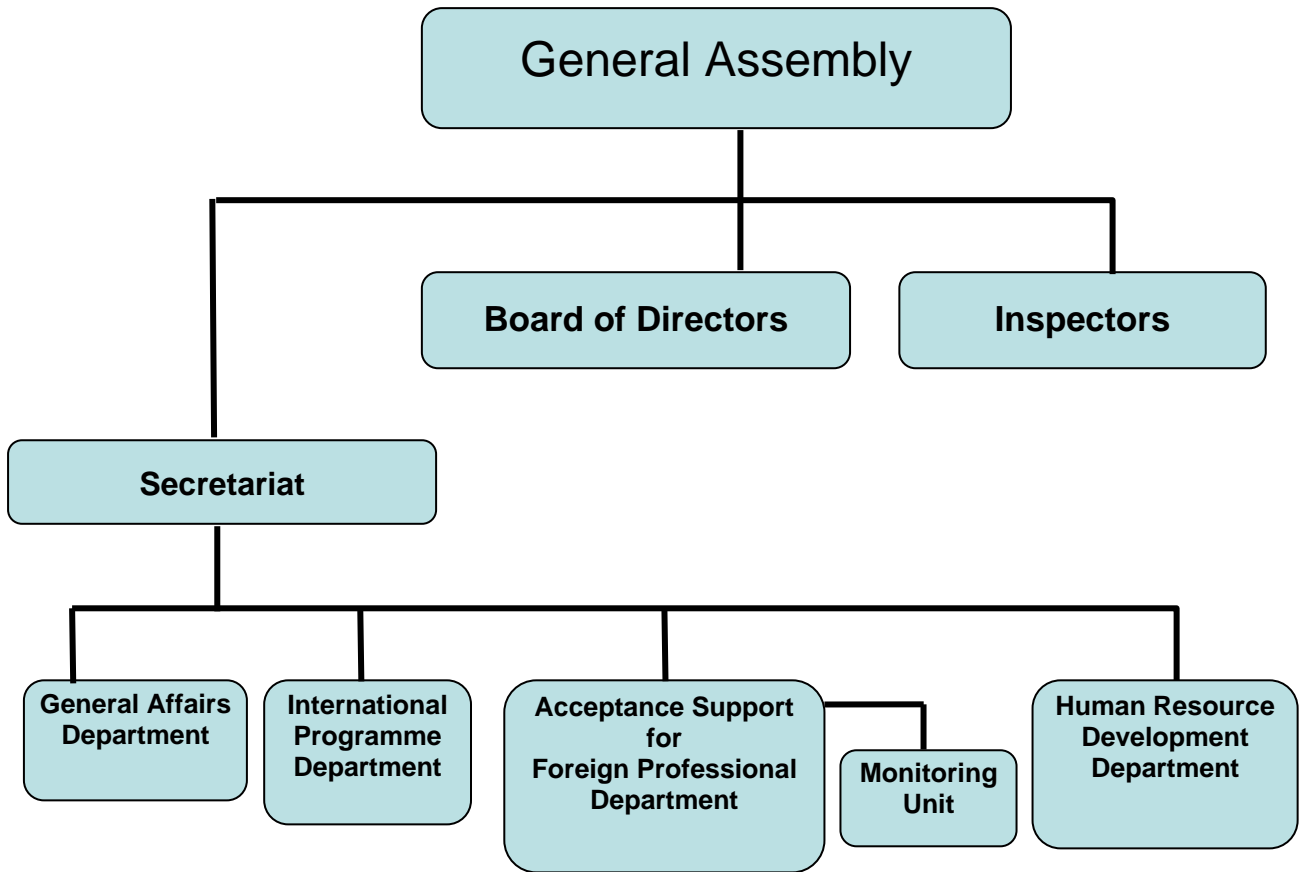 General Assembly
Board of Directors
Inspectors
Secretariat
General Affairs
Department
International
Programme
Department
Acceptance Support
for
Foreign Professional
Department
Monitoring
Unit
Human Resource
Development
Department